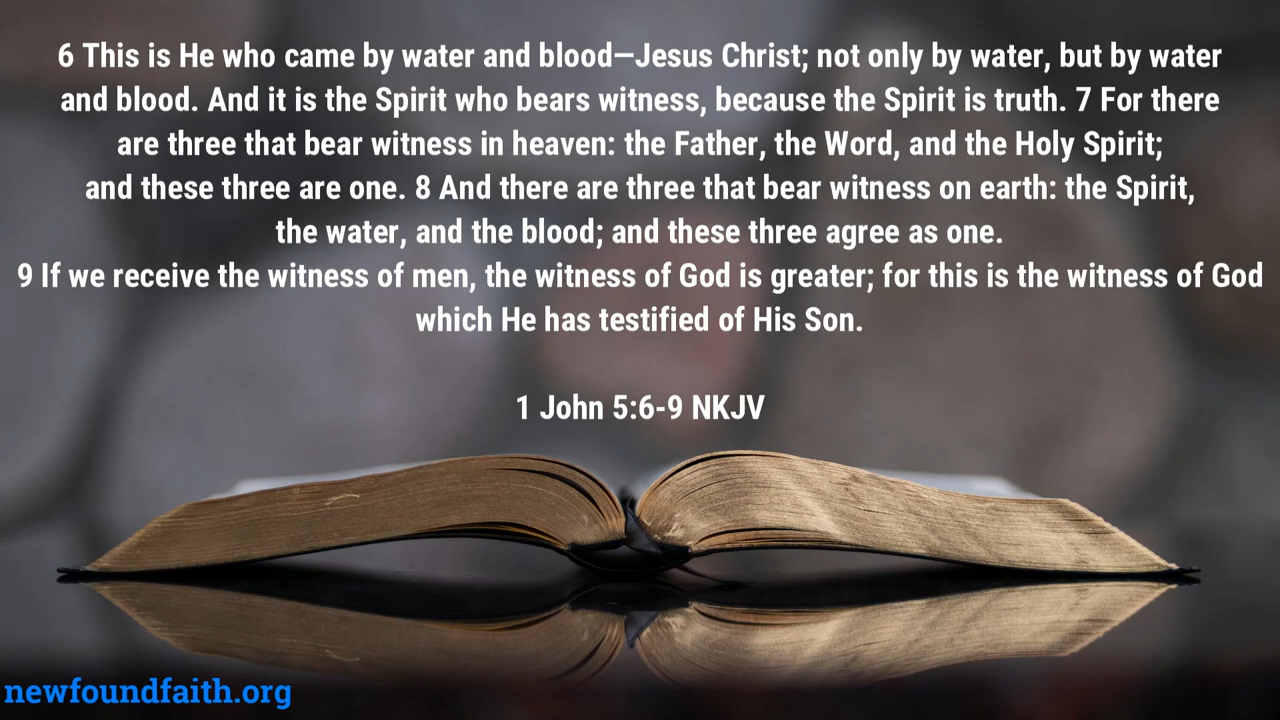 6 This is He who came by water and blood—Jesus Christ; not only by water, but by water
and blood. And it is the Spirit who bears witness, because the Spirit is truth. 7 For there
are three that bear witness in heaven: the Father, the Word, and the Holy Spirit;
and these three are one. 8 And there are three that bear witness on earth: the Spirit,
the water, and the blood; and these three agree as one.
9 If we receive the witness of men, the witness of God is greater; for this is the witness of God
which He has testified of His Son.
1 John 5:6-9 NKJV
newfoundfaith.org